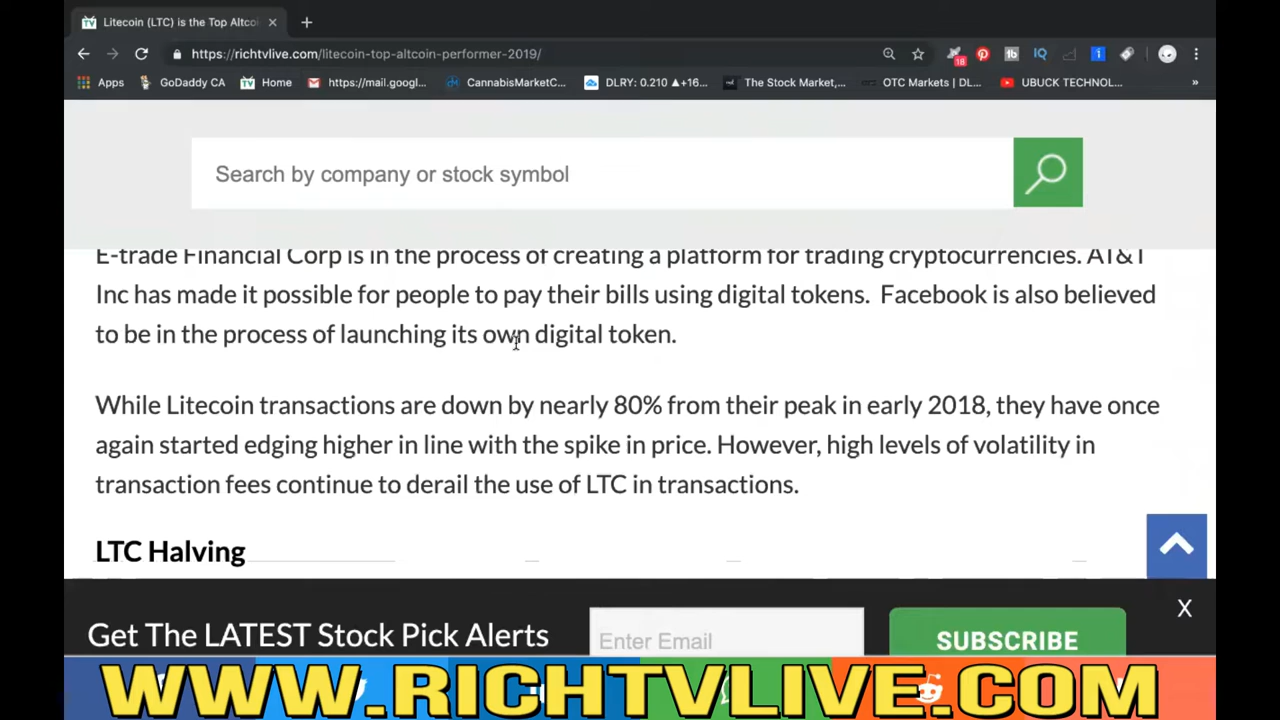 Litecoin (LTC) is the Top Altco
https://richtvlive.com/litecoin-top-altcoin-performer-2019/
18
IQ
Apps
GoDaddy CA
TV Home
https://mail.googl...
CannabisMarketC...
DLRY: 0.210 ▲+16...
The Stock Market,...
OTC Markets | DL...
UBUCK TECHNOL...
Search by company or stock symbol
E-trade Financial Corp is in the process of creating a platform for trading cryptocurrencies. AT&T
Inc has made it possible for people to pay their bills using digital tokens. Facebook is also believed
to be in the process of launching its own digital token.
While Litecoin transactions are down by nearly 80% from their peak in early 2018, they have once
again started edging higher in line with the spike in price. However, high levels of volatility in
transaction fees continue to derail the use of LTC in transactions.
LTC Halving
X
Get The LATEST Stock Pick Alerts
Enter Email
SUBSCRIBE
WWW.RICHTVLIVE.COM